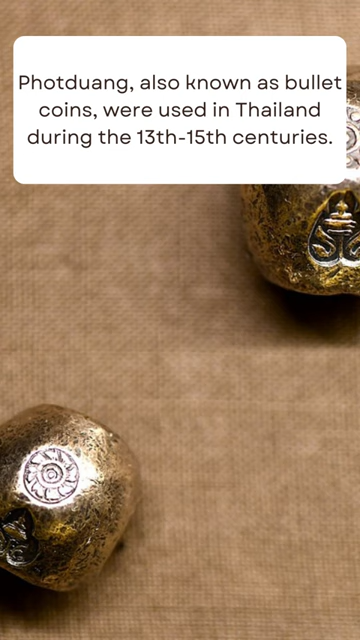 Photduang, also known as bullet
coins, were used in Thailand
during the 13th-15th centuries.